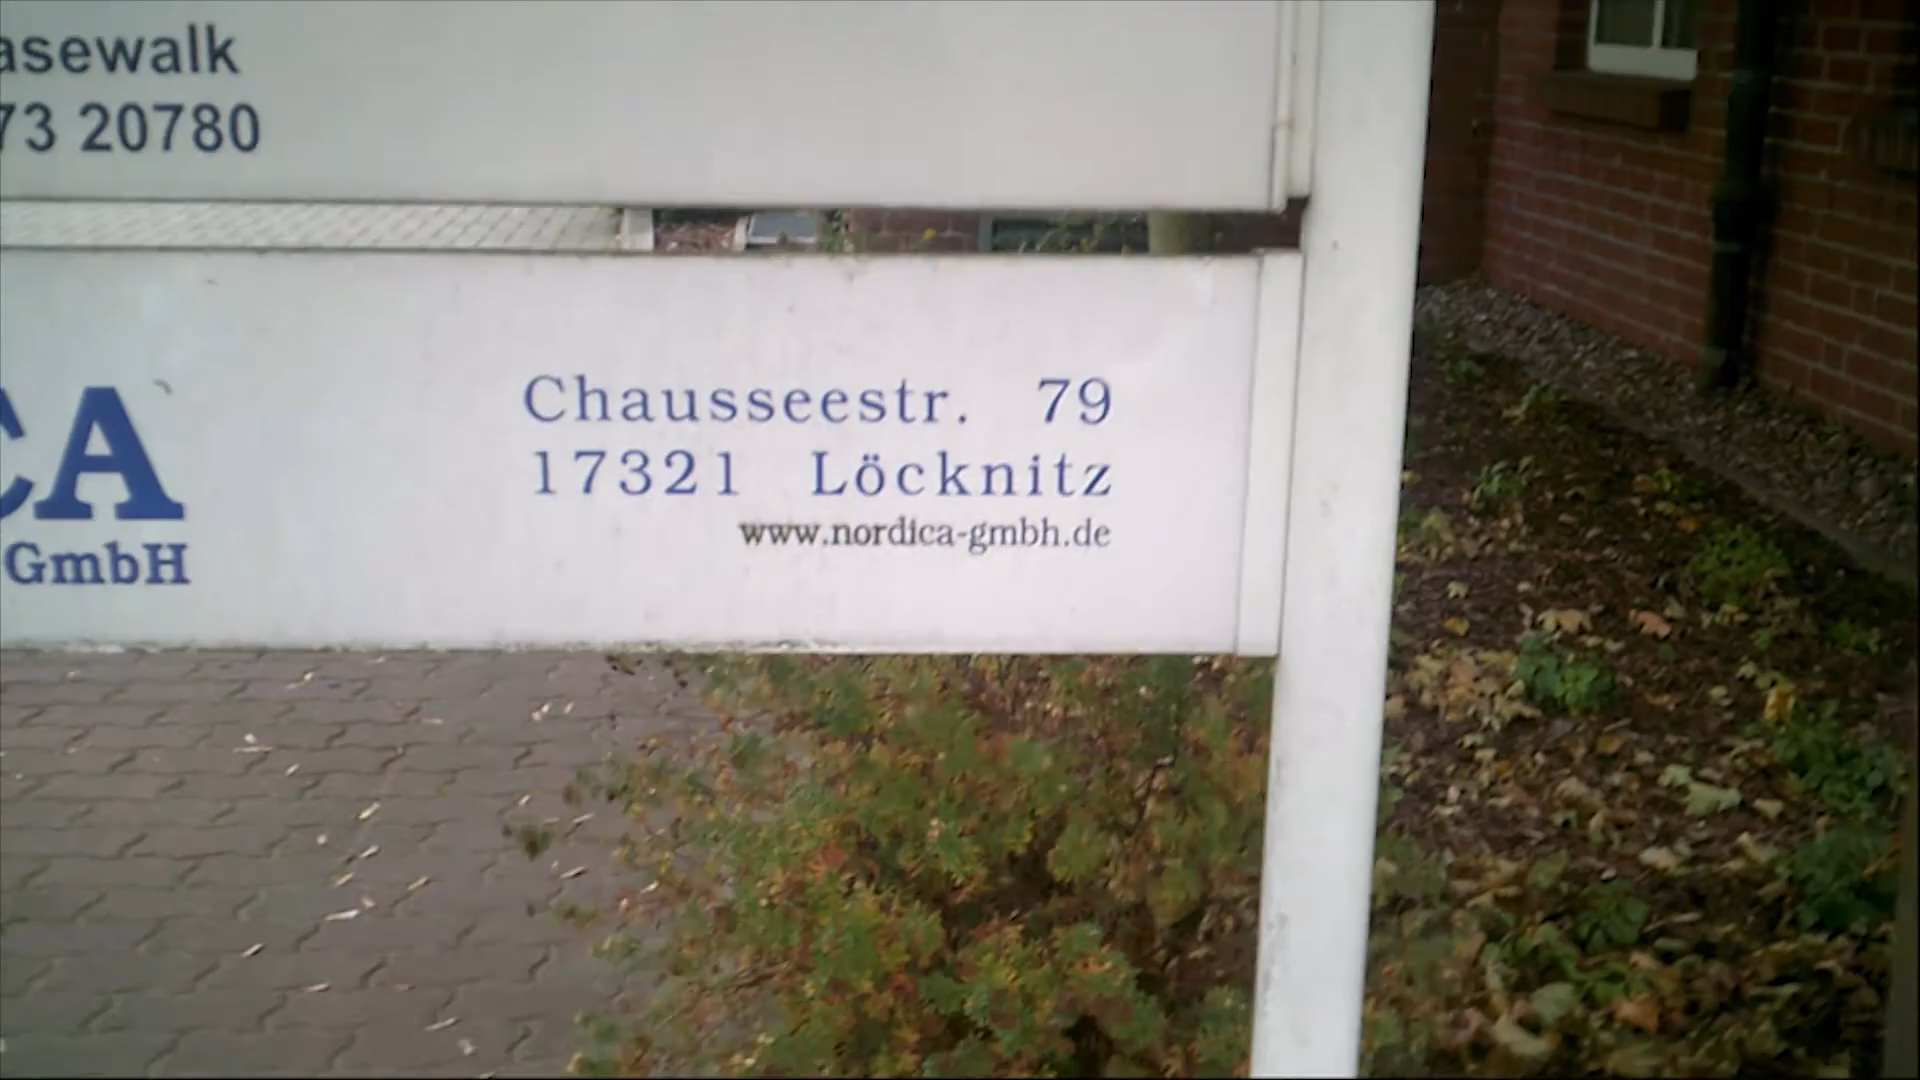 asewalk
73 20780
CA
GmbH
Chausseestr. 79
17321 Löcknitz
www.nordica-gmbh.de